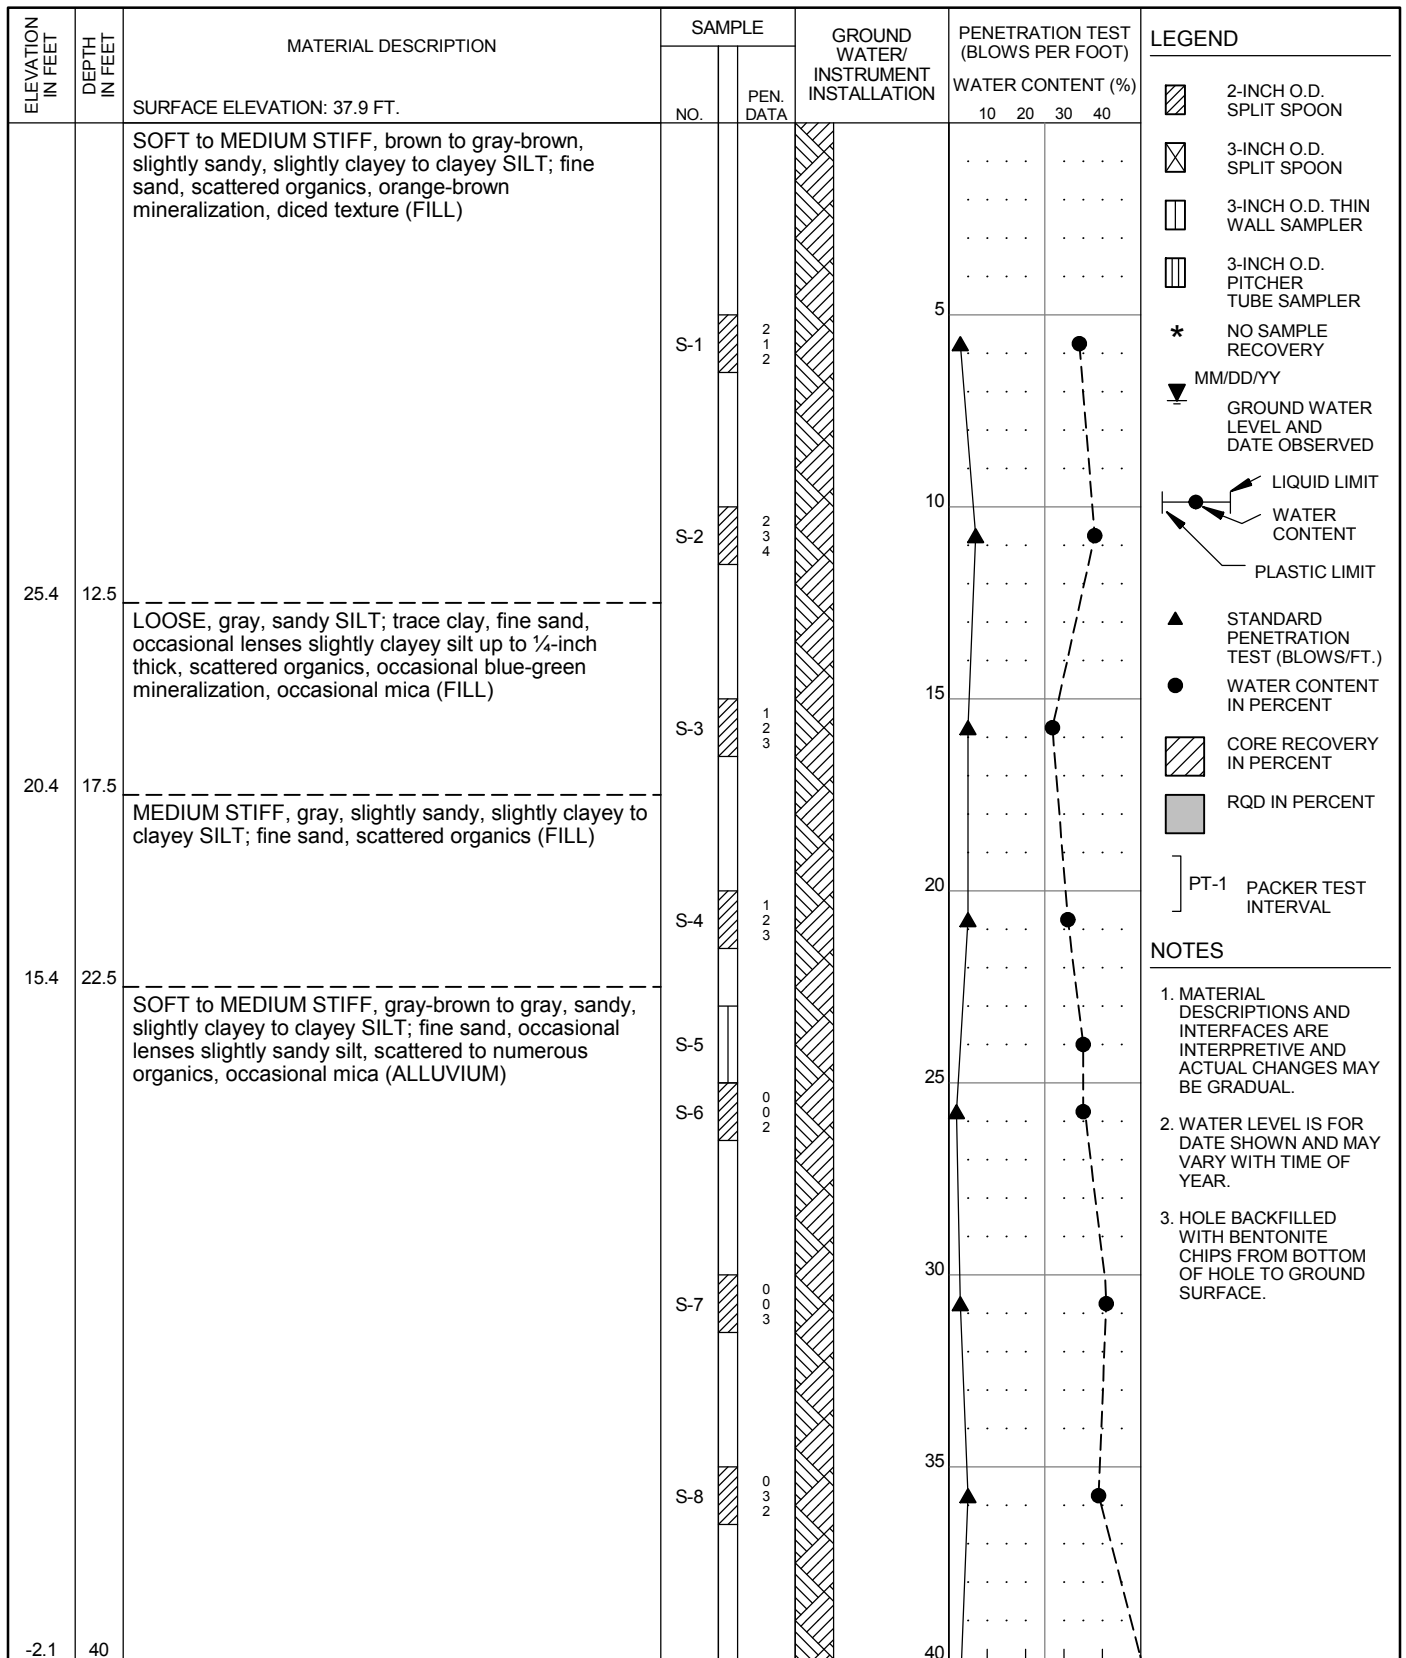 ELEVATION
IN FEET
DEPTH
IN FEET
MATERIAL DESCRIPTION
SURFACE ELEVATION: 37.9 FT.
SAMPLE
NO.
PEN.
DATA
GROUND
WATER/
INSTRUMENT
INSTALLATION
PENETRATION TEST
(BLOWS PER FOOT)
WATER CONTENT (%)
10 20 30 40
SOFT to MEDIUM STIFF, brown to gray-brown,
slightly sandy, slightly clayey to clayey SILT; fine
sand, scattered organics, orange-brown
mineralization, diced texture (FILL)
5
S-1
2
1
2
10
S-2
2
3
4
25.4 12.5
LOOSE, gray, sandy SILT; trace clay, fine sand,
occasional lenses slightly clayey silt up to ¼-inch
thick, scattered organics, occasional blue-green
mineralization, occasional mica (FILL)
15
S-3
1
2
3
20.4 17.5
MEDIUM STIFF, gray, slightly sandy, slightly clayey to
clayey SILT; fine sand, scattered organics (FILL)
20
S-4
1
2
3
15.4 22.5
SOFT to MEDIUM STIFF, gray-brown to gray, sandy,
slightly clayey to clayey SILT; fine sand, occasional
lenses slightly sandy silt, scattered to numerous
organics, occasional mica (ALLUVIUM)
S-5
25
S-6
0
0
2
30
S-7
0
0
3
35
S-8
0
3
2
-2.1 40
40
LEGEND
2-INCH O.D.
SPLIT SPOON
3-INCH O.D.
SPLIT SPOON
3-INCH O.D. THIN
WALL SAMPLER
3-INCH O.D.
PITCHER
TUBE SAMPLER
* NO SAMPLE
RECOVERY
MM/DD/YY
GROUND WATER
LEVEL AND
DATE OBSERVED
LIQUID LIMIT
WATER
CONTENT
PLASTIC LIMIT
STANDARD
PENETRATION
TEST (BLOWS/FT.)
WATER CONTENT
IN PERCENT
CORE RECOVERY
IN PERCENT
RQD IN PERCENT
PT-1 PACKER TEST
INTERVAL
NOTES
1. MATERIAL
DESCRIPTIONS AND
INTERFACES ARE
INTERPRETIVE AND
ACTUAL CHANGES MAY
BE GRADUAL.
2. WATER LEVEL IS FOR
DATE SHOWN AND MAY
VARY WITH TIME OF
YEAR.
3. HOLE BACKFILLED
WITH BENTONITE
CHIPS FROM BOTTOM
OF HOLE TO GROUND
SURFACE.